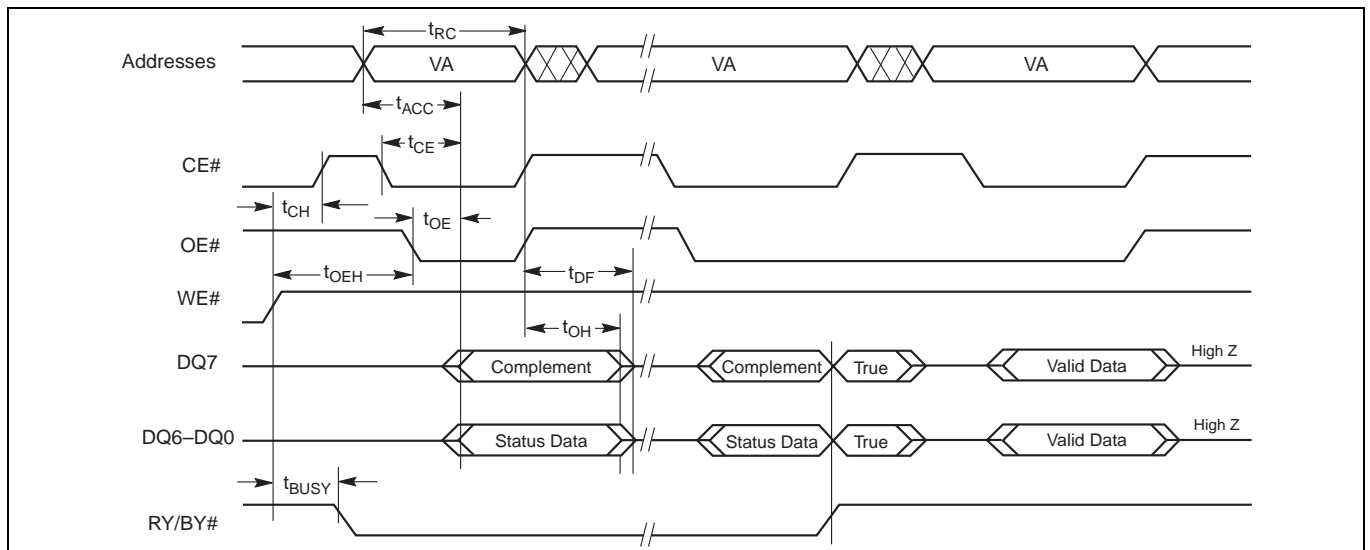 tRC
Addresses VA VA VA
tACC
tCE
CE#
tCH tOE
OE#
tOEH tDF
WE#
tOH
DQ7 Complement Complement True Valid Data High Z
DQ6–DQ0 Status Data Status Data True Valid Data High Z
tBUSY
RY/BY#